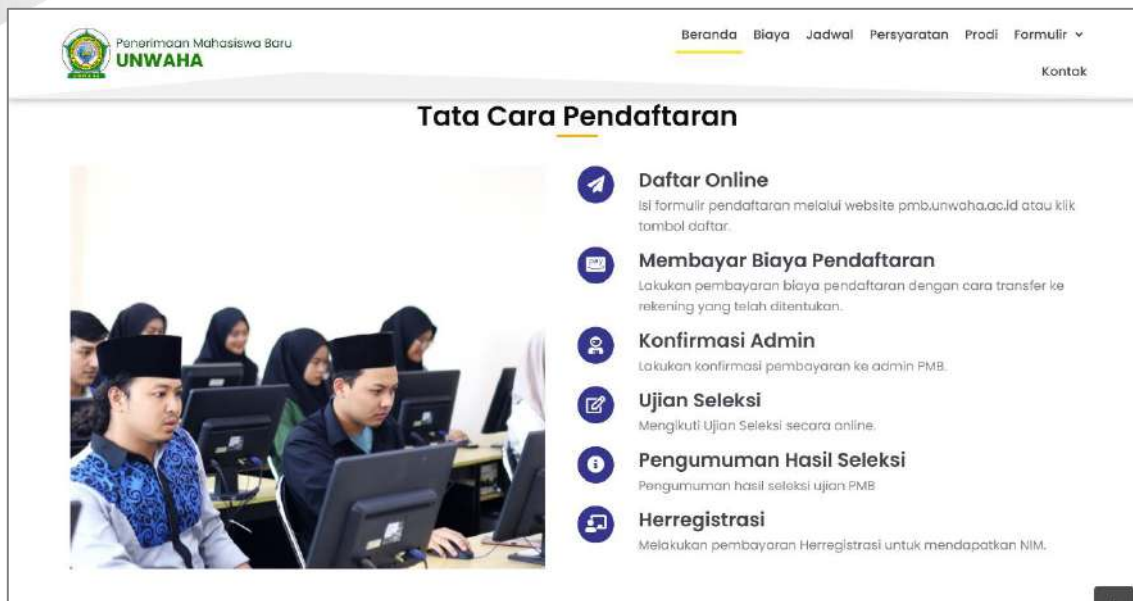 Penerimaan Mahasiswa Baru
UNWAHA
Beranda Biaya Jadwal Persyaratan Prodi Formulir
Kontak
Tata Cara Pendaftaran
Daftar Online
Isi formulir pendaftaran melalui website pmb.unwaha.ac.id atau klik
tombol daftar.
Membayar Biaya Pendaftaran
Lakukan pembayaran biaya pendaftaran dengan cara transfer ke
rekening yang telah ditentukan.
Konfirmasi Admin
Lakukan konfirmasi pembayaran ke admin PMB.
Ujian Seleksi
Mengikuti Ujian Seleksi secara online.
Pengumuman Hasil Seleksi
Pengumuman hasil seleksi ujian PMB
Herregistrasi
Melakukan pembayaran Herregistrasi untuk mendapatkan NIM.